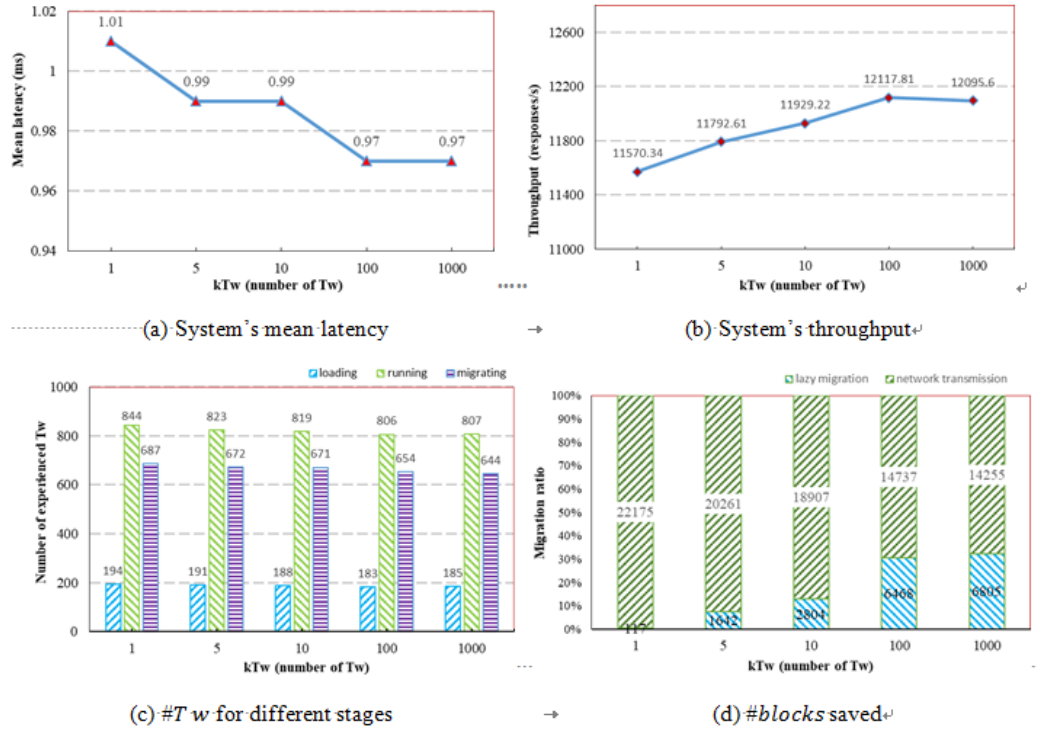 1.02
1
0.98
0.96
0.94
Mean latency (ms)
1.01
0.99
0.99
0.97
0.97
1 5 10 100 1000
kTw (number of Tw)
(a) System's mean latency
12600
12200
11800
11400
11000
Throughput (responses/s)
11570.34
11792.61
11929.22
12117.81
12095.6
1 5 10 100 1000
kTw (number of Tw)
(b) System's throughput
loading running migrating
1000
800
600
400
200
0
Number of experienced Tw
844 823 819 806 807
687 672 671 654 644
194 191 188 183 185
1 5 10 100 1000
kTw (number of Tw)
(c) #T w for different stages
lazy migration network transmission
100%
90%
80%
70%
60%
50%
40%
30%
20%
10%
0%
Migration ratio
22175 20261 18907 14737 14255
117 1642 2804 6468 6805
1 5 10 100 1000
kTw (number of Tw)
(d) #blocks saved